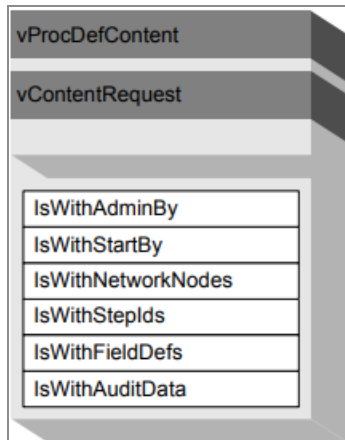 vProcDefContent
vContentRequest
IsWithAdminBy
IsWithStartBy
IsWithNetworkNodes
IsWithStepIds
IsWithFieldDefs
IsWithAuditData